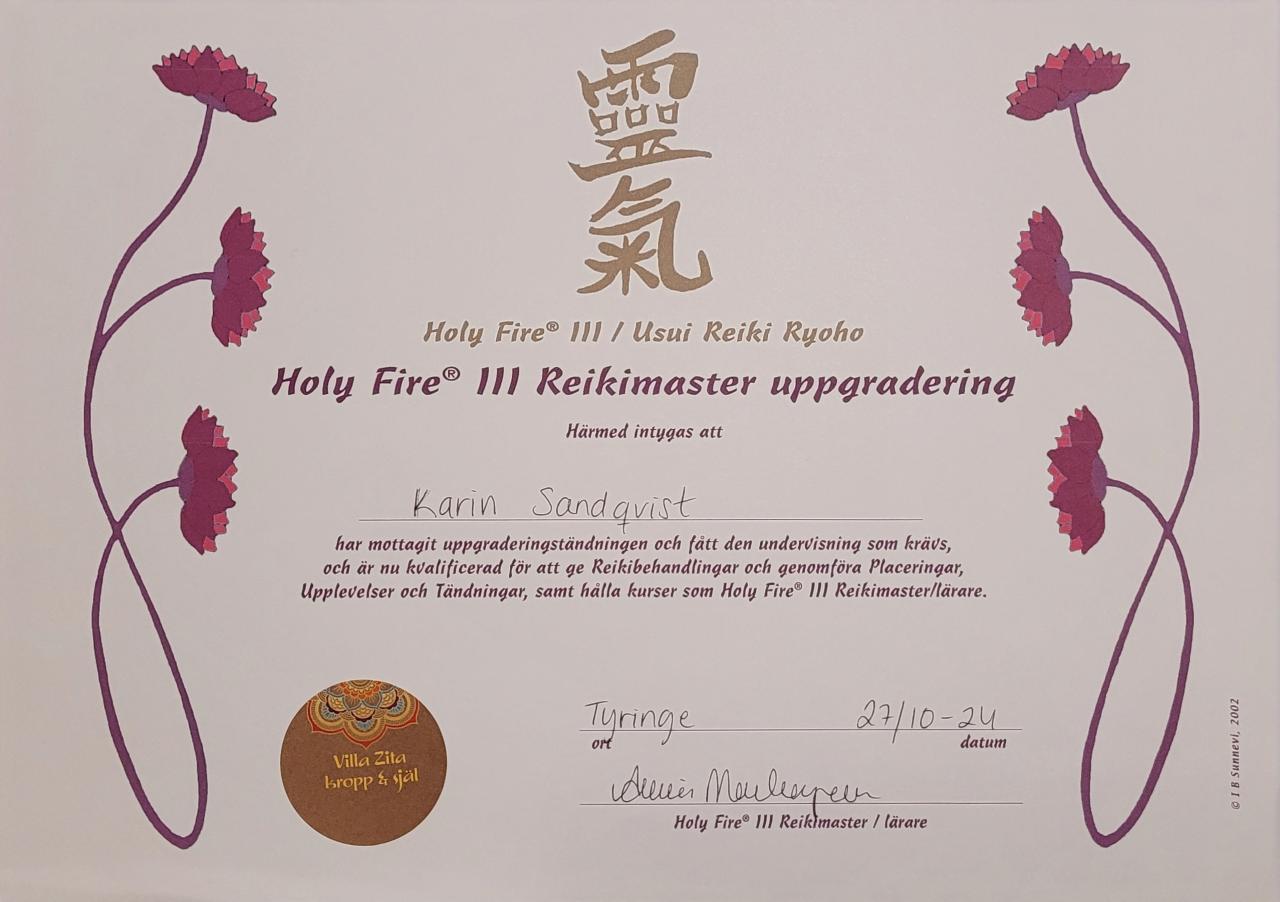 靈
氣
Holy Fire® III / Usui Reiki Ryoho
Holy Fire® III Reikimaster uppgradering
Härmed intygas att
Karin Sandqvist
har mottagit uppgraderingständningen och fått den undervisning som krävs,
och är nu kvalificerad för att ge Reikibehandlingar och genomföra Placeringar,
Upplevelser och Tändningar, samt hålla kurser som Holy Fire® III Reikimaster/lärare.
Villa Zita
kropp & själ
Tyringe 27/10-24
ort datum
Holy Fire® III Reikimaster / lärare
© I B Sunnevi, 2002